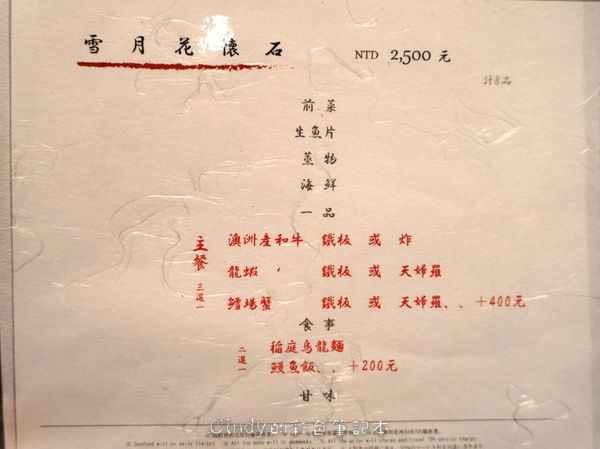 雪月花懷石 NTD 2,500 元
計8品
前菜
生魚片
蒸物
海鮮
一品
主餐 三選一
澳洲產和牛 鐵板 或 炸
龍蝦 鐵板 或 天婦羅
鱈場蟹 鐵板 或 天婦羅、、+400元
食事
二選一
稻庭烏龍麵
鰻魚飯、、+200元
甘味
Cindy的彩色筆記本